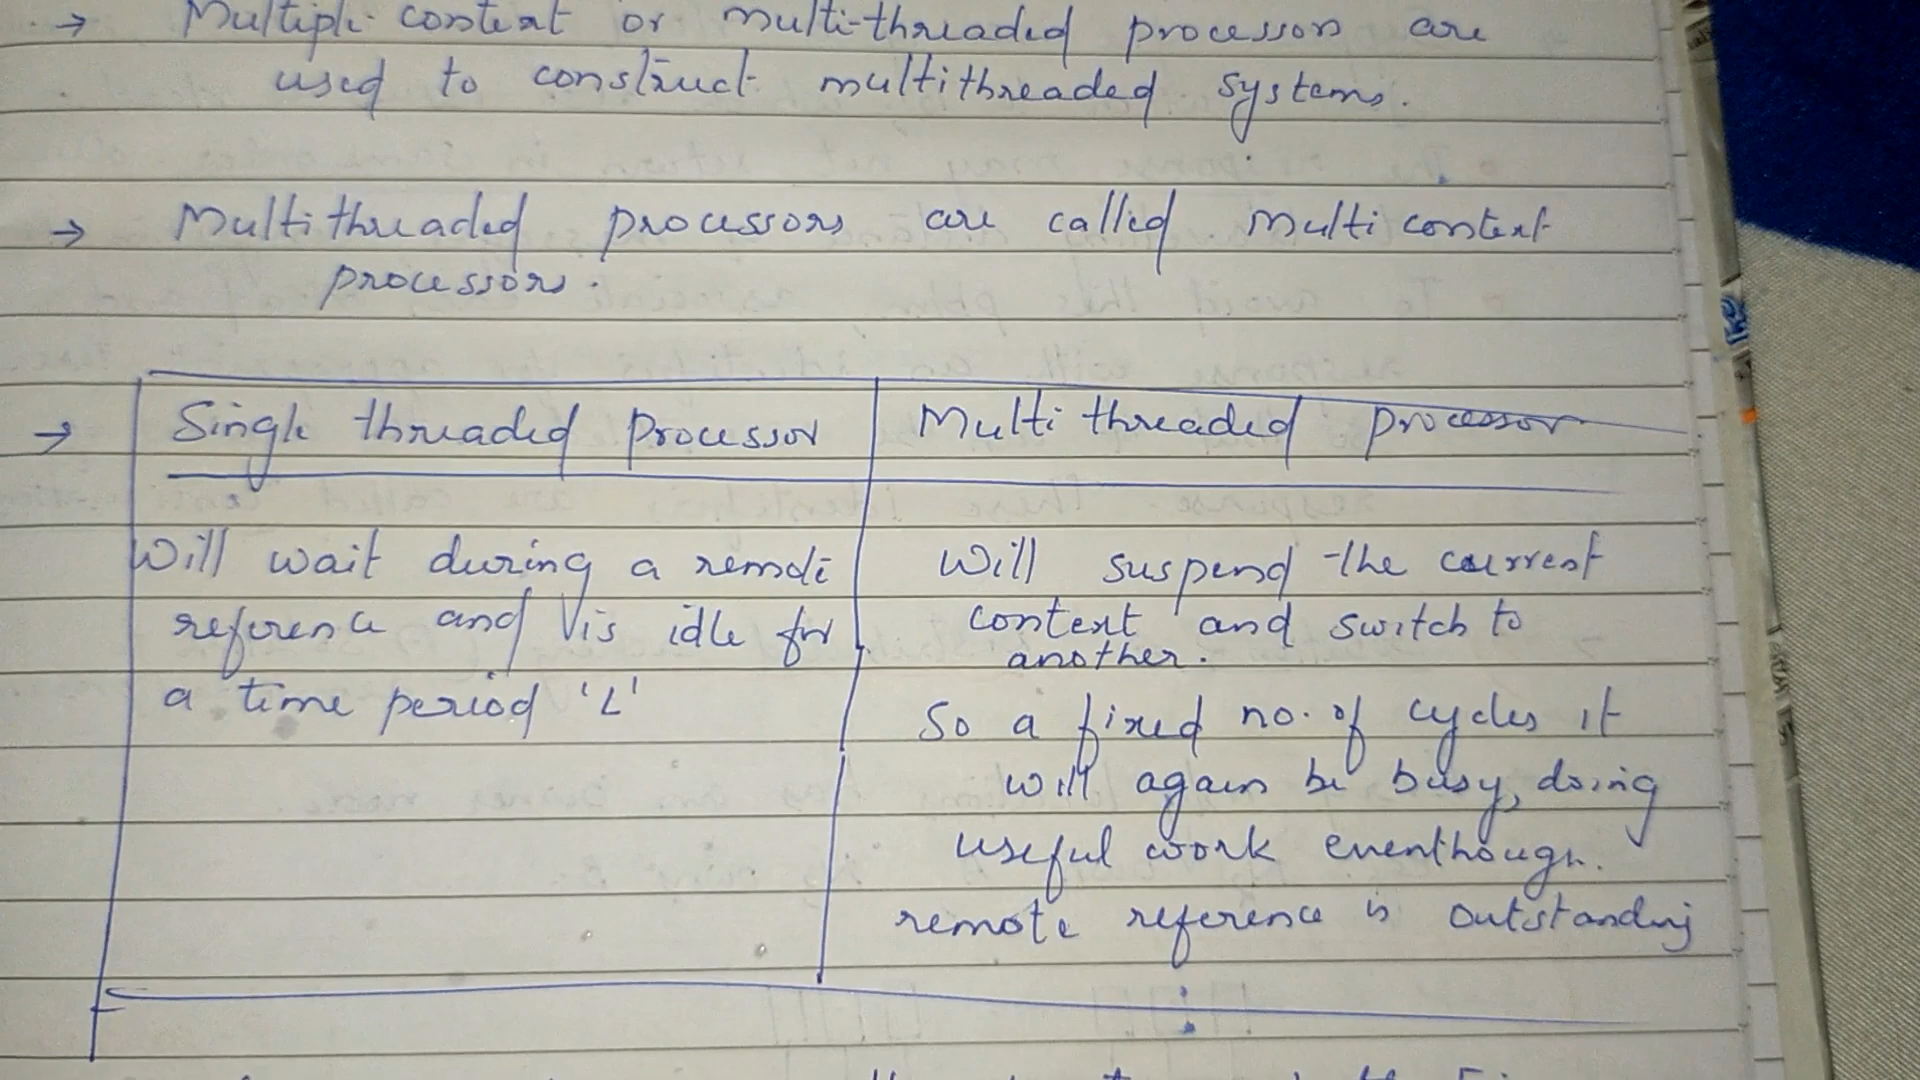 → Multiple context or multi-threaded processors are
used to construct multithreaded systems.
→ Multithreaded processors are called multicontext
processors.
→ Single threaded Processor | Multi threaded processor
Will wait during a remote
reference and is idle for
a time period 'L'
Will suspend the current
context and switch to
another.
So a fixed no. of cycles it
will again be busy, doing
useful work eventhough.
remote reference is outstanding